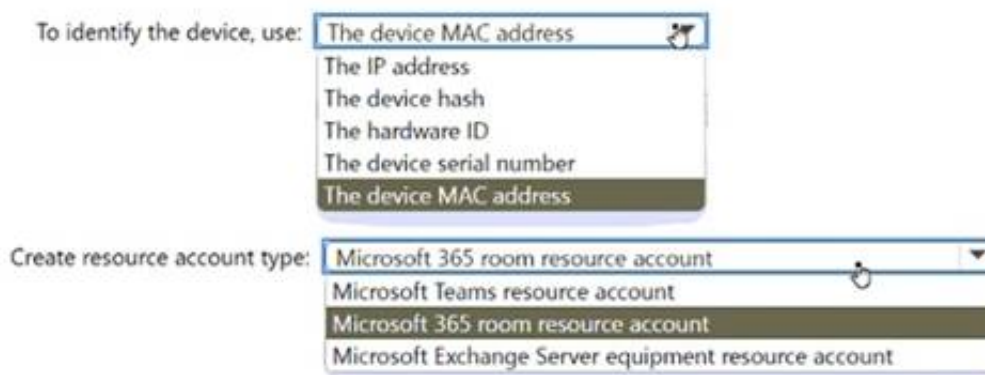 To identify the device, use: The device MAC address
The IP address
The device hash
The hardware ID
The device serial number
The device MAC address
Create resource account type: Microsoft 365 room resource account
Microsoft Teams resource account
Microsoft 365 room resource account
Microsoft Exchange Server equipment resource account